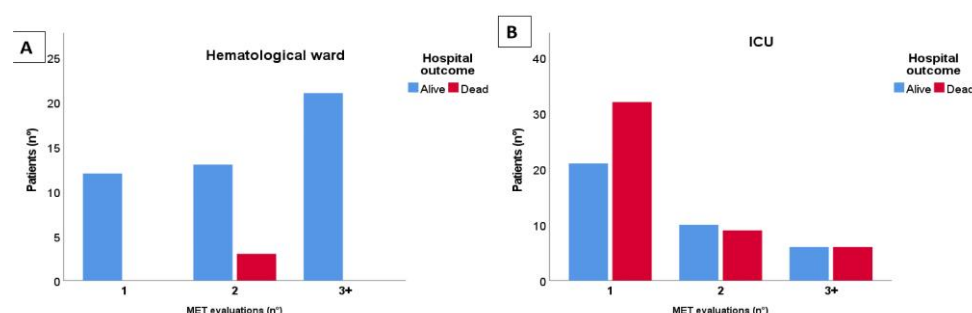 A
Hematological ward
Hospital
outcome
Alive Dead
25
20
15
10
5
0
Patients (n°)
1 2 3+
MET evaluations (n°)
B
ICU
Hospital
outcome
Alive Dead
40
30
20
10
0
Patients (n°)
1 2 3+
MET evaluations (n°)